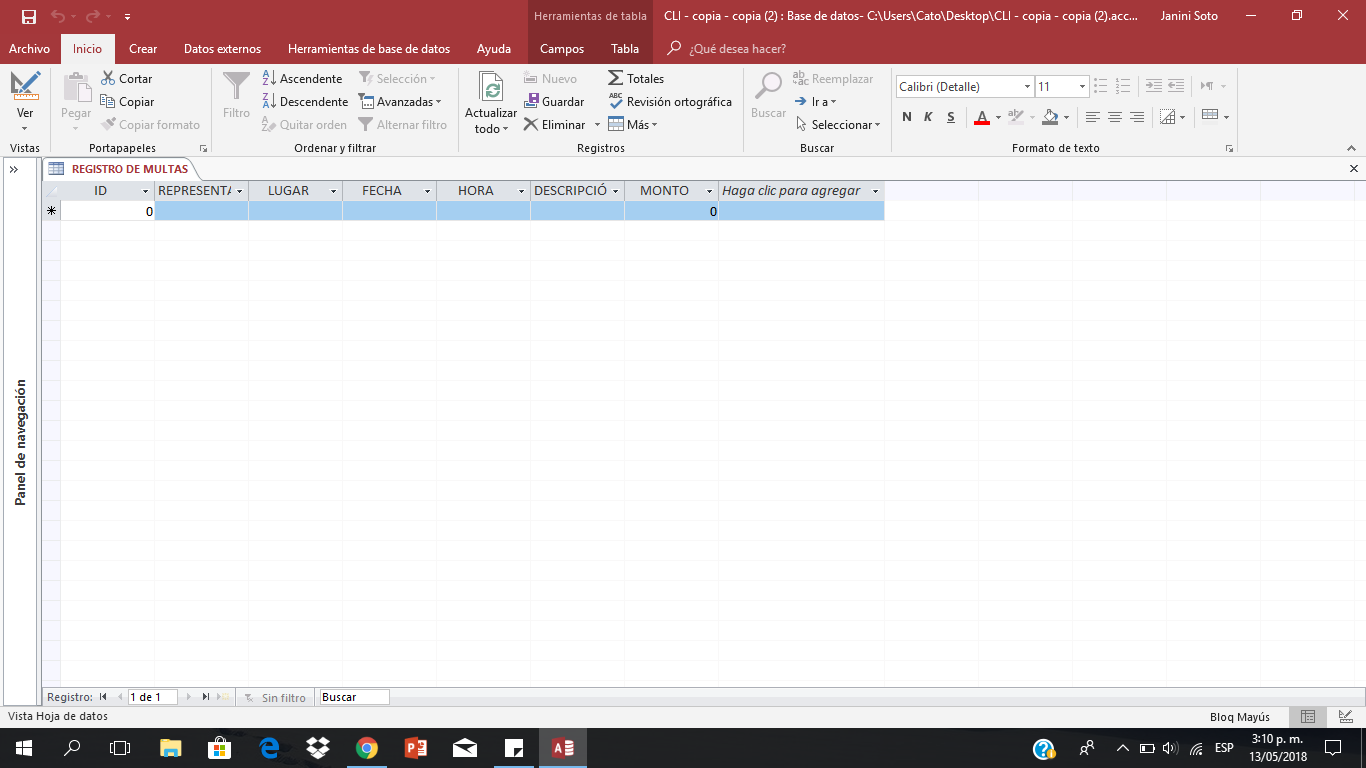 Herramientas de tabla
CLI - copia - copia (2) : Base de datos- C:\Users\Cato\Desktop\CLI - copia - copia (2).acc...
Janini Soto
Archivo Inicio Crear Datos externos Herramientas de base de datos Ayuda Campos Tabla ¿Qué desea hacer?
Ver
Vistas
Pegar
Cortar
Copiar
Copiar formato
Portapapeles
Filtro
Ascendente
Descendente
Quitar orden
Selección
Avanzadas
Alternar filtro
Ordenar y filtrar
Actualizar
todo
Nuevo
Guardar
Eliminar
Totales
Revisión ortográfica
Más
Registros
Buscar
Reemplazar
Ir a
Seleccionar
Buscar
Calibri (Detalle) 11
N K S A ab
Formato de texto
REGISTRO DE MULTAS
ID REPRESENTA LUGAR FECHA HORA DESCRIPCIÓ MONTO Haga clic para agregar
0 0
Panel de navegación
Registro: 1 de 1 Sin filtro Buscar
Vista Hoja de datos
Bloq Mayús
ESP
3:10 p. m.
13/05/2018